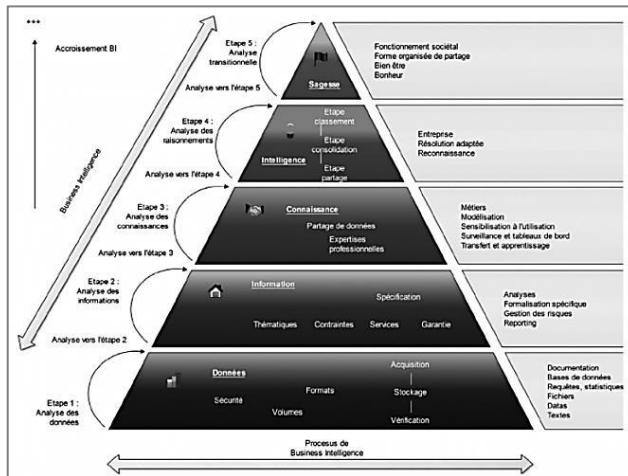 •••
Accroissement BI
Business Intelligence
Etape 5 :
Analyse
transitionnelle
Analyse vers l'étape 5
Sagesse
Fonctionnement sociétal
Forme organisée de partage
Bien être
Bonheur
Etape 4 :
Analyse des
raisonnements
Analyse vers l'étape 4
Etape
classement
Etape
consolidation
Intelligence
Etape
partage
Entreprise
Résolution adaptée
Reconnaissance
Etape 3 :
Analyse des
connaissances
Analyse vers l'étape 3
Connaissance
Partage de données
Expertises
professionnelles
Métiers
Modélisation
Sensibilisation à l'utilisation
Surveillance et tableaux de bord
Transfert et apprentissage
Etape 2 :
Analyse des
informations
Analyse vers l'étape 2
Information
Spécification
Thématiques Contraintes Services Garantie
Analyses
Formalisation spécifique
Gestion des risques
Reporting
Etape 1 :
Analyse des
données
Données
Acquisition
Formats
Sécurité
Stockage
Volumes
Vérification
Documentation
Bases de données
Requêtes, statistiques
Fichiers
Datas
Textes
Procesus de
Business Intelligence